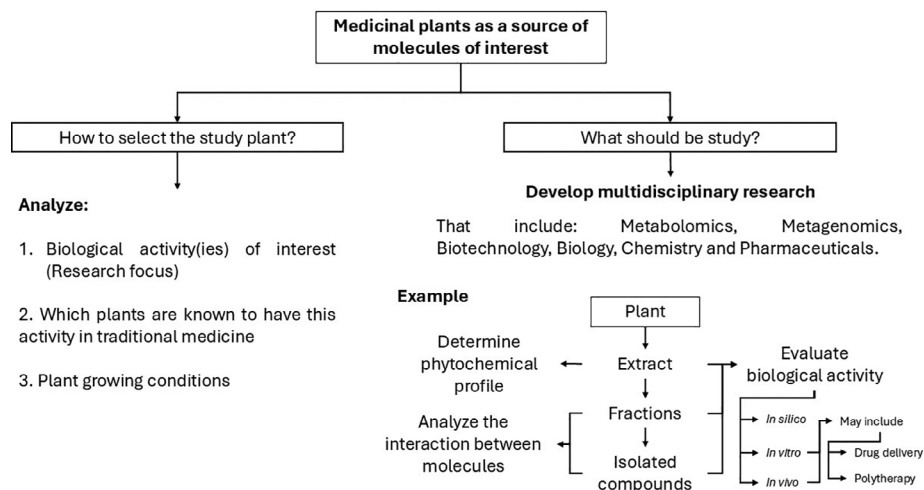 Medicinal plants as a source of
molecules of interest
How to select the study plant?
Analyze:
1. Biological activity(ies) of interest
(Research focus)
2. Which plants are known to have this
activity in traditional medicine
3. Plant growing conditions
What should be study?
Develop multidisciplinary research
That include: Metabolomics, Metagenomics,
Biotechnology, Biology, Chemistry and Pharmaceuticals.
Example
Plant
Determine
phytochemical
profile
Extract
Evaluate
biological activity
Fractions
Analyze the
interaction between
molecules
Isolated
compounds
In silico
In vitro
In vivo
May include
Drug delivery
Polytherapy